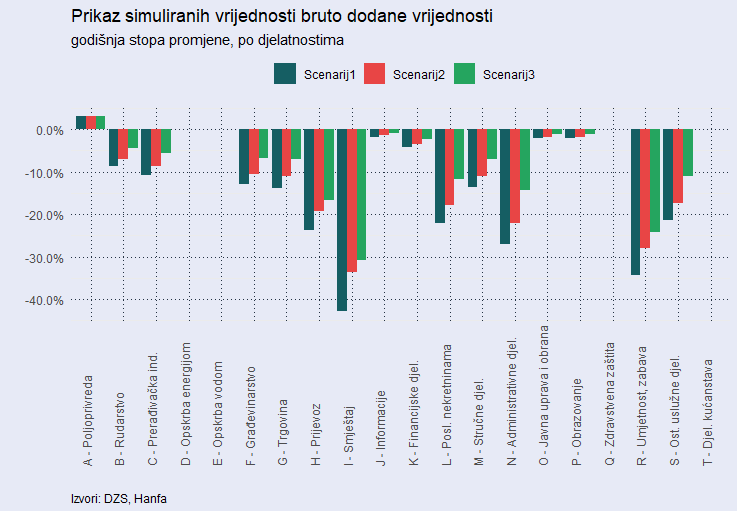 Prikaz simuliranih vrijednosti bruto dodane vrijednosti
godišnja stopa promjene, po djelatnostima
Scenarij1
Scenarij2
Scenarij3
0.0%
-10.0%
-20.0%
-30.0%
-40.0%
A - Poljoprivreda
B - Rudarstvo
C - Prerađivačka ind.
D - Opskrba energijom
E - Opskrba vodom
F - Građevinarstvo
G - Trgovina
H - Prijevoz
I - Smještaj
J - Informacije
K - Financijske djel.
L - Posl. nekretninama
M - Stručne djel.
N - Administrativne djel.
O - Javna uprava i obrana
P - Obrazovanje
Q - Zdravstvena zaštita
R - Umjetnost, zabava
S - Ost. uslužne djel.
T - Djel. kućanstava
Izvori: DZS, Hanfa